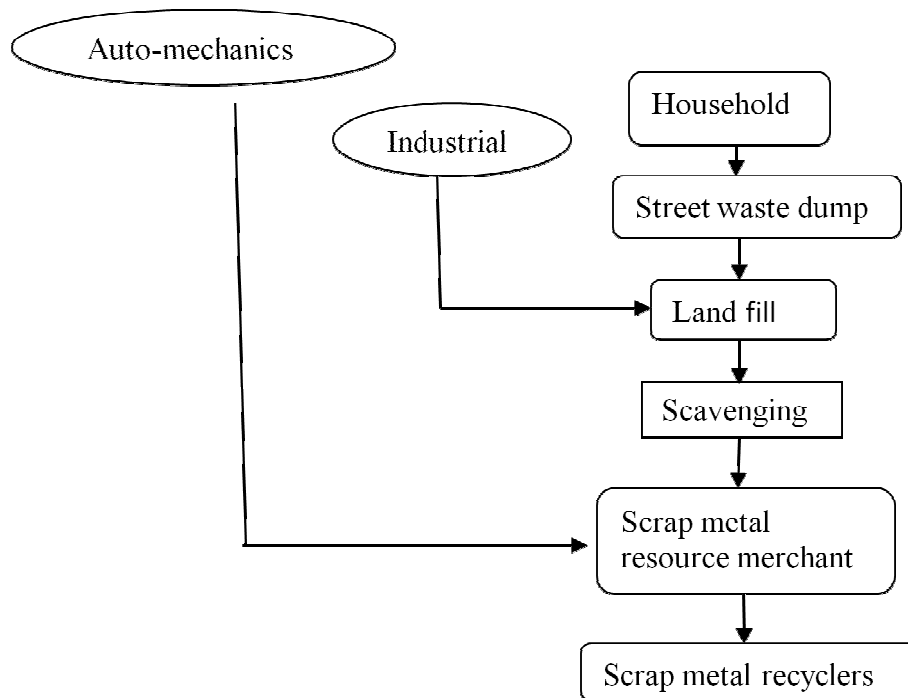 Auto-mechanics
Household
Industrial
Street waste dump
Land fill
Scavenging
Scrap metal
resource merchant
Scrap metal recyclers